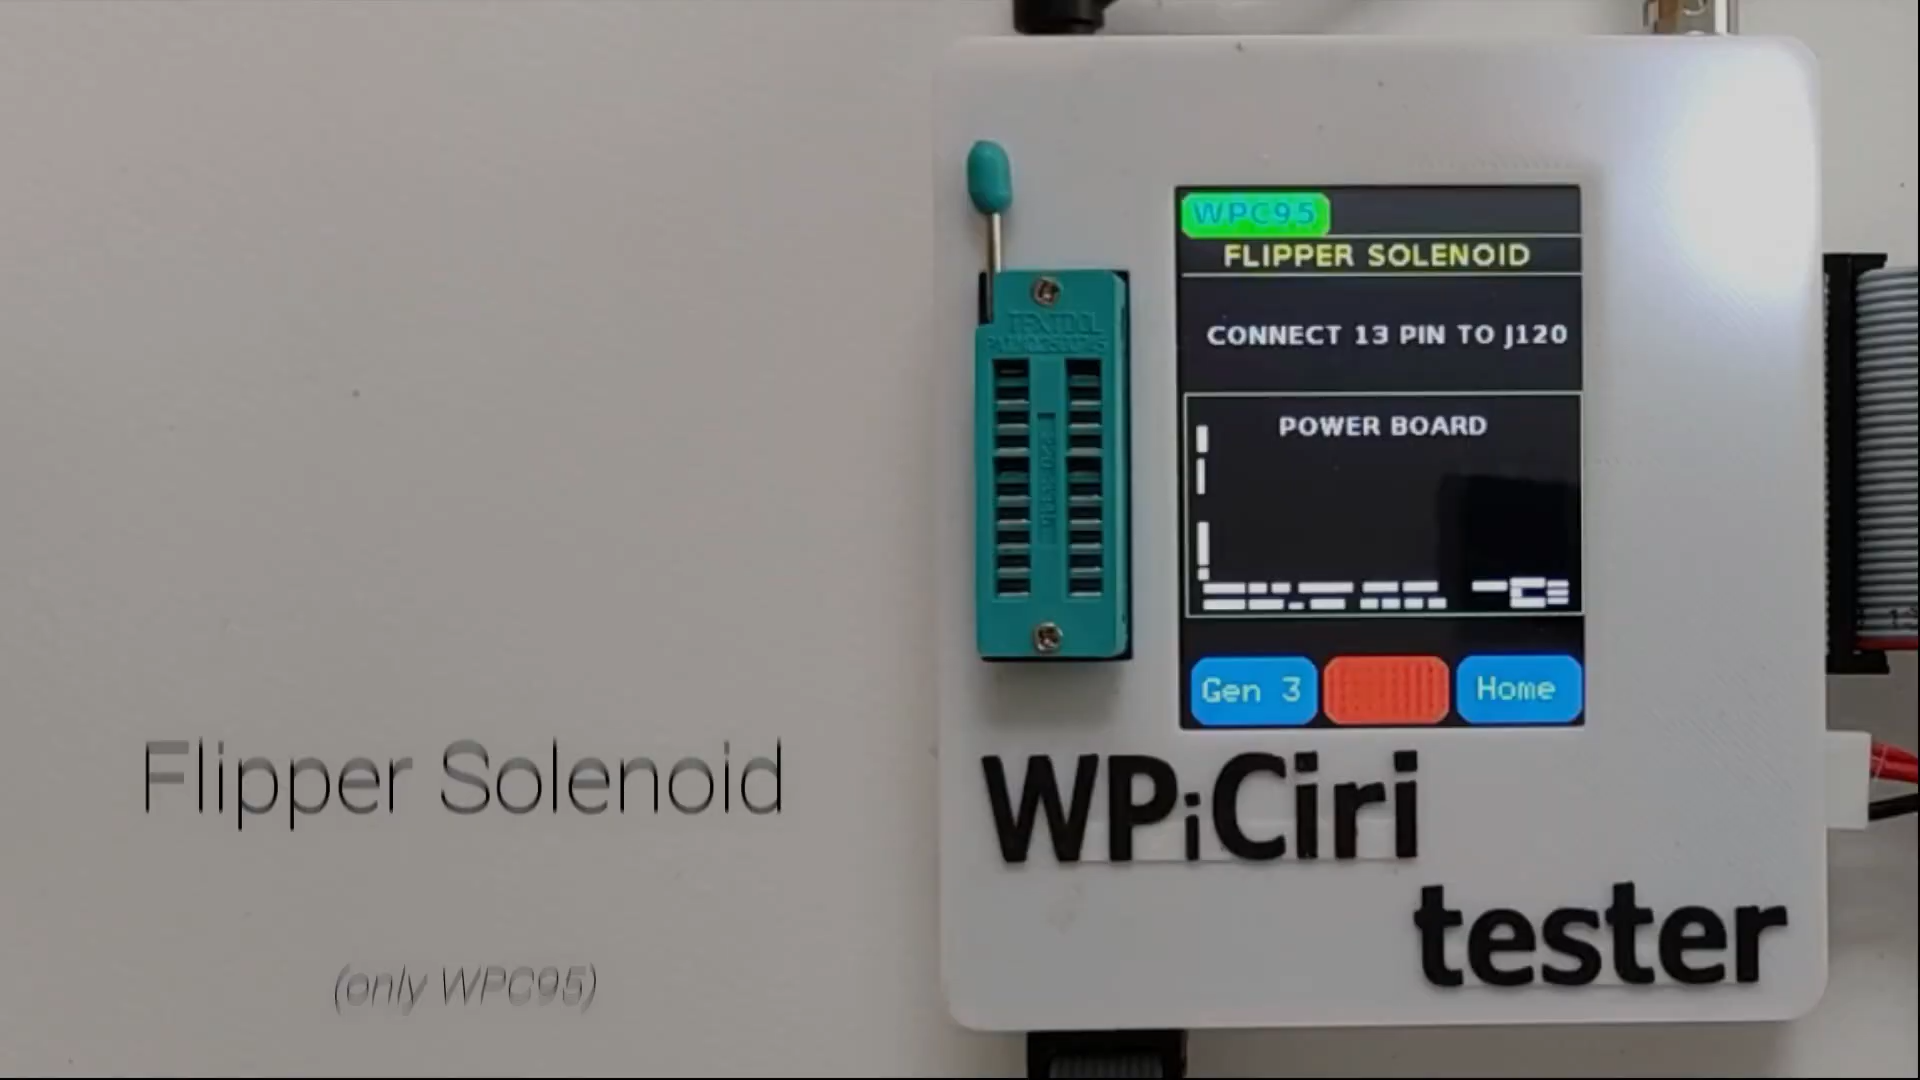 WPC95
FLIPPER SOLENOID
CONNECT 13 PIN TO J120
POWER BOARD
Gen 3
Home
WPiCiri
tester
Flipper Solenoid
(only WPC95)